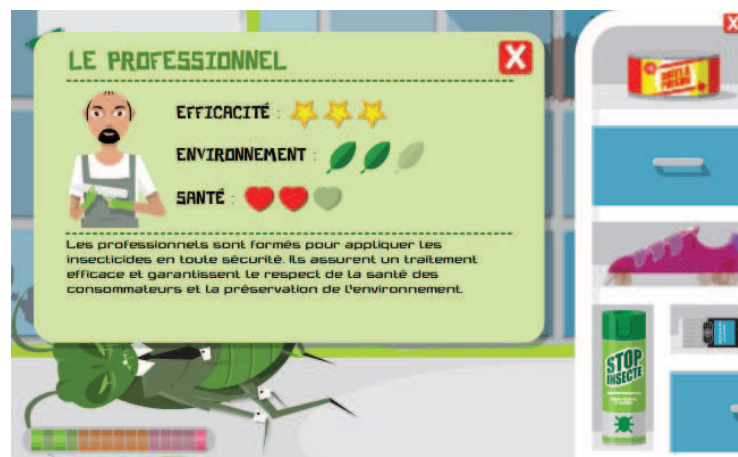 LE PROFESSIONNEL
X
X
EFFICACITÉ :
ENVIRONNEMENT :
SANTÉ :
Les professionnels sont formés pour appliquer les
insecticides en toute sécurité. Ils assurent un traitement
efficace et garantissent le respect de la santé des
consommateurs et la préservation de l'environnement.
STOP
INSECTE